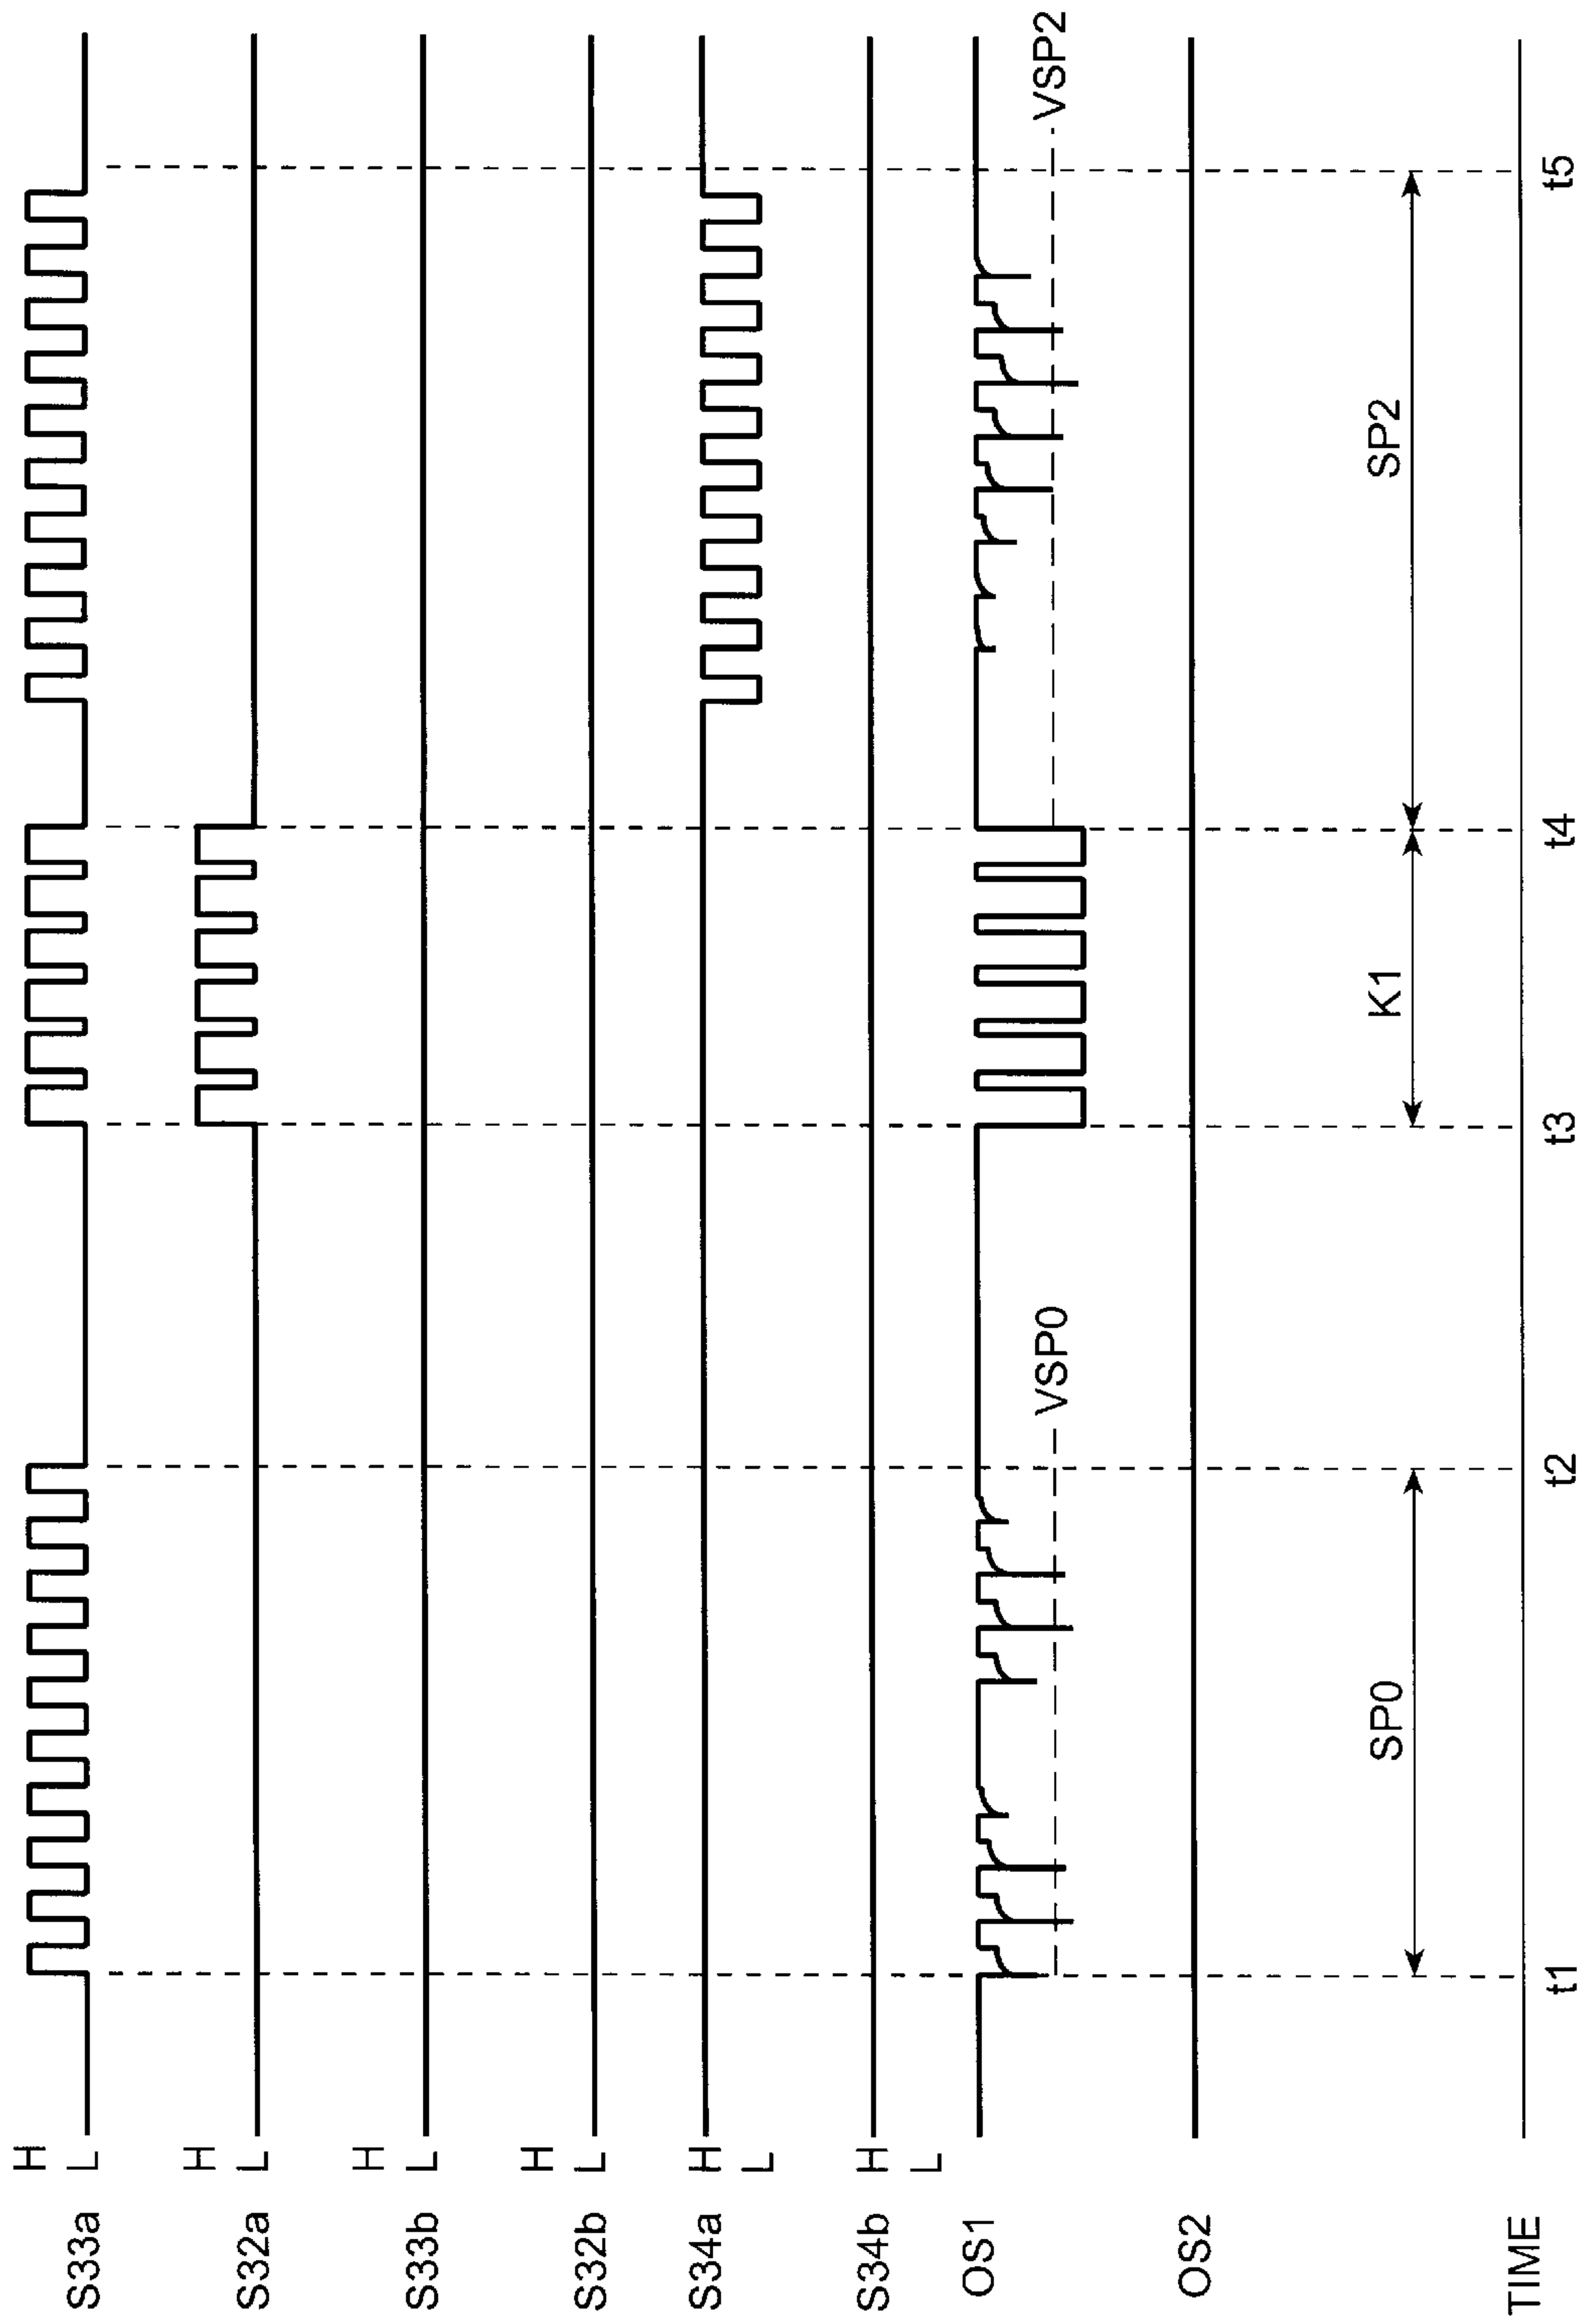 S33a H
L
S32a H
L
S33b H
L
S32b H
L
S34a H
L
S34b H
L
OS1
VSP0
VSP2
OS2
SP0
K1
SP2
TIME
t1
t2
t3
t4
t5